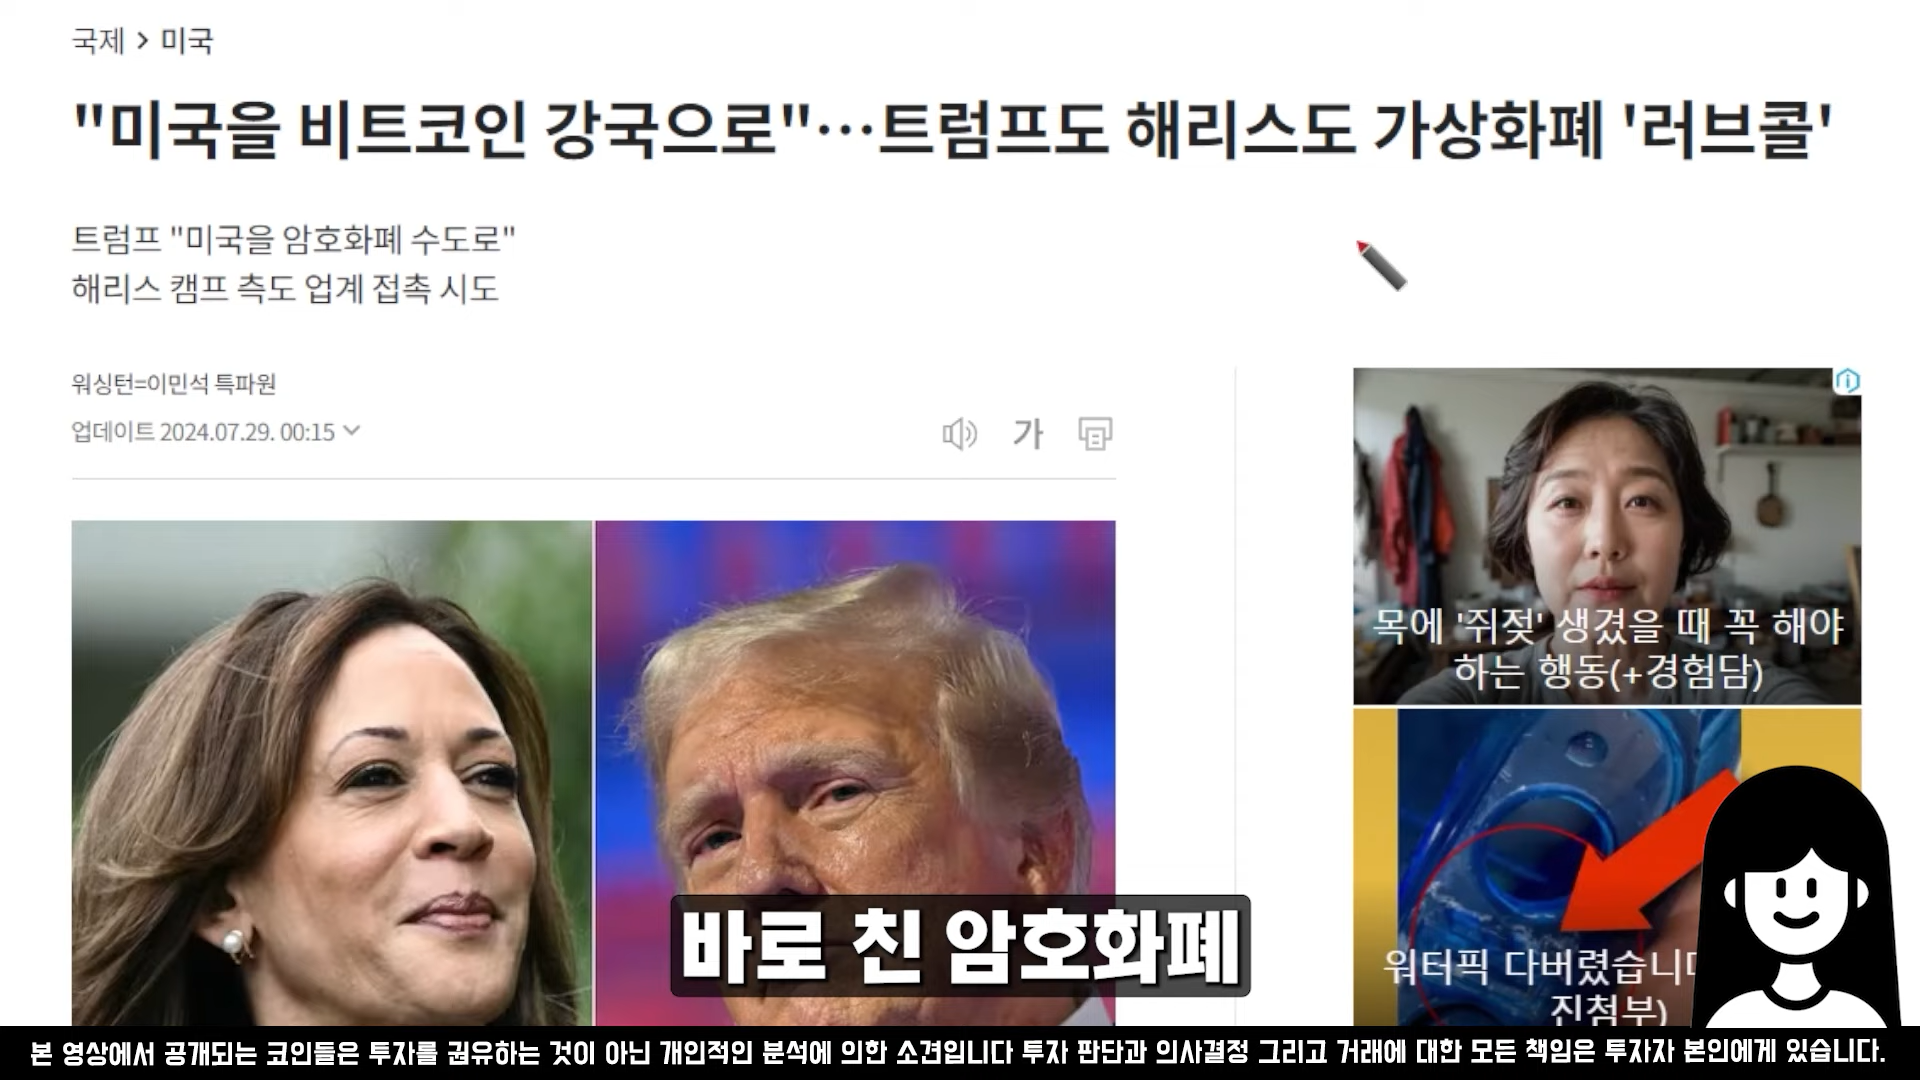 국제 > 미국
"미국을 비트코인 강국으로"…트럼프도 해리스도 가상화폐 '러브콜'
트럼프 "미국을 암호화폐 수도로"
해리스 캠프 측도 업계 접촉 시도
워싱턴=이민석 특파원
업데이트 2024.07.29. 00:15
가
목에 '쥐젖' 생겼을 때 꼭 해야
하는 행동(+경험담)
워터픽 다버렸습니다
진첨부)
바로 친 암호화폐
본 영상에서 공개되는 코인들은 투자를 권유하는 것이 아닌 개인적인 분석에 의한 소견입니다 투자 판단과 의사결정 그리고 거래에 대한 모든 책임은 투자자 본인에게 있습니다.